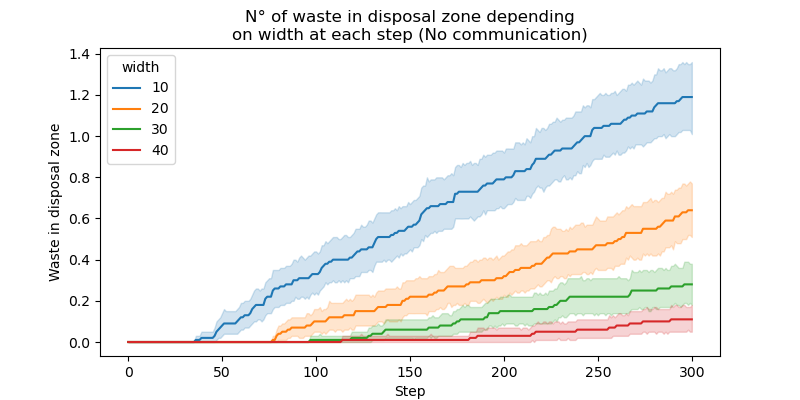 N° of waste in disposal zone depending
on width at each step (No communication)
width
10
20
30
40
Waste in disposal zone
1.4
1.2
1.0
0.8
0.6
0.4
0.2
0.0
0 50 100 150 200 250 300
Step